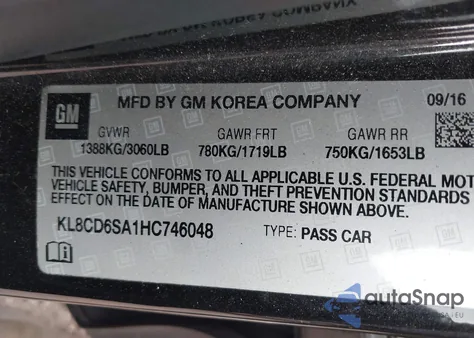 GM
MFD BY GM KOREA COMPANY
09/16
GVWR GAWR FRT GAWR RR
1388KG/3060LB 780KG/1719LB 750KG/1653LB
THIS VEHICLE CONFORMS TO ALL APPLICABLE U.S. FEDERAL MOT
VEHICLE SAFETY, BUMPER, AND THEFT PREVENTION STANDARDS
EFFECT ON THE DATE OF MANUFACTURE SHOWN ABOVE.
KL8CD6SA1HC746048 TYPE: PASS CAR
autoSnap